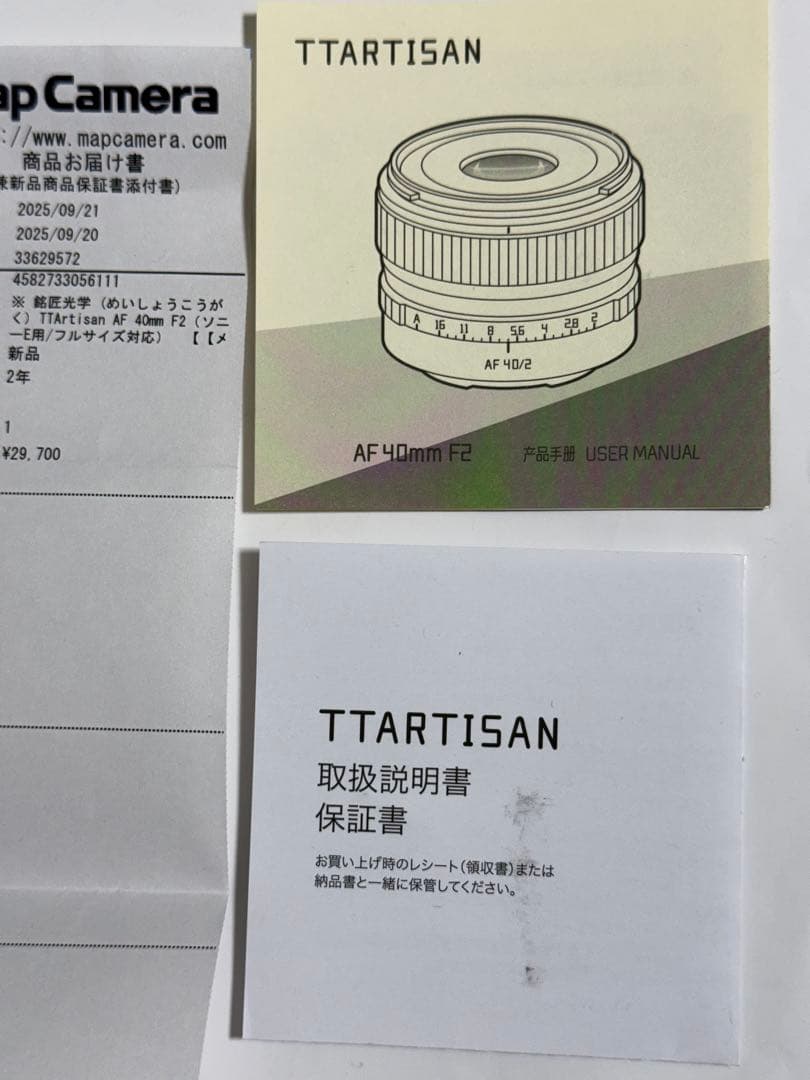 ap Camera
://www.mapcamera.com
商品お届け書
兼新品商品保証書添付書)
2025/09/21
2025/09/20
33629572
4582733056111
※ 銘匠光学 (めいしょうこうが
く) TTArtisan AF 40mm F2 (ソニ
ーE用/フルサイズ対応) 【【メ
新品
2年
1
¥29,700
TTARTISAN
A 16 11 8 5.6 4 2.8 2
AF 40/2
AF 40mm F2 产品手册 USER MANUAL
TTARTISAN
取扱説明書
保証書
お買い上げ時のレシート(領収書)または
納品書と一緒に保管してください。